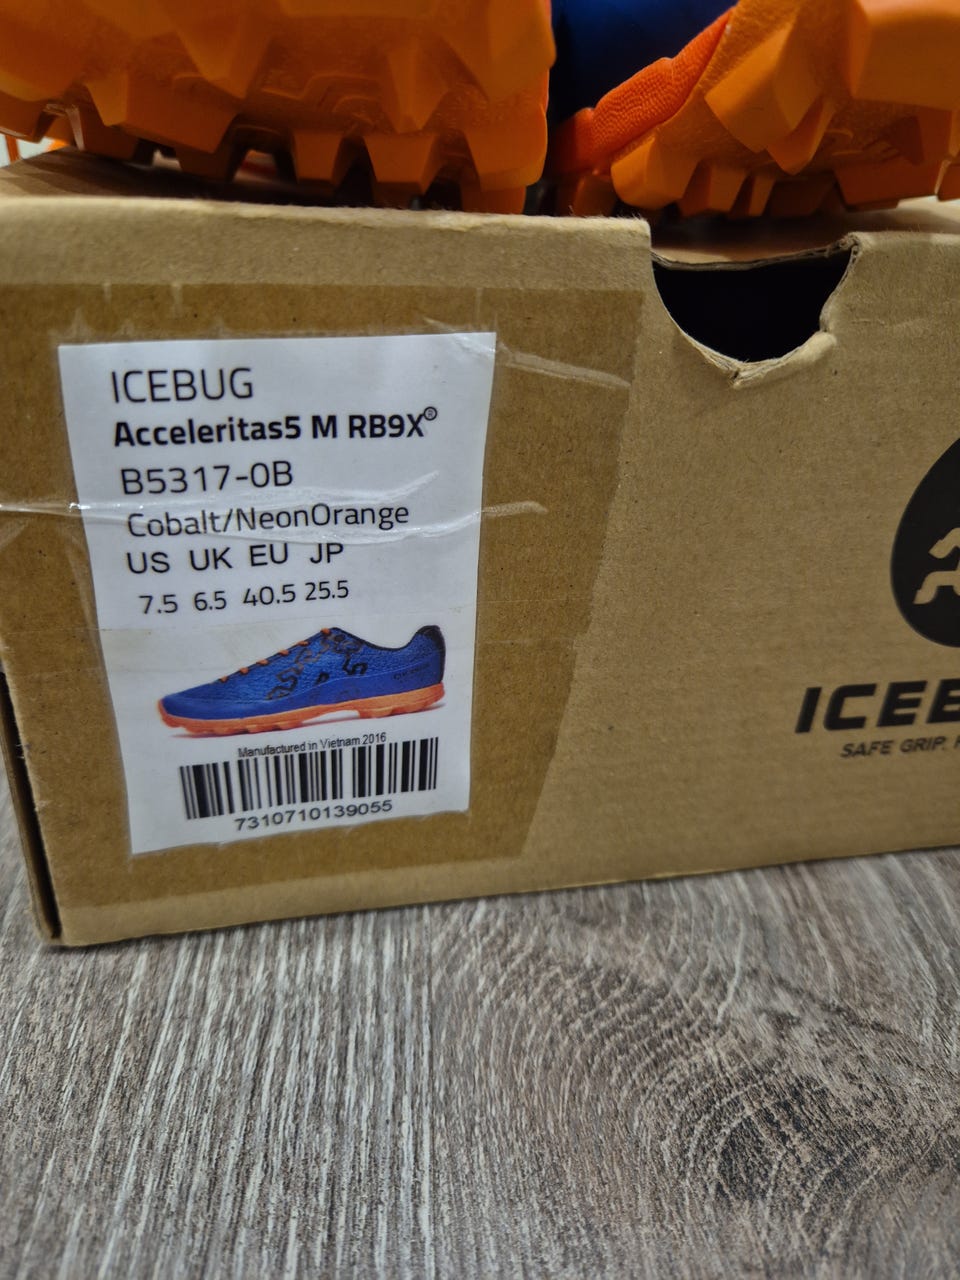 ICEBUG
Acceleritas5 M RB9X®
B5317-0B
Cobalt/NeonOrange
US UK EU JP
7.5 6.5 40.5 25.5
Manufactured in Vietnam 2016
7310710139055
ICEB
SAFE GRIP.